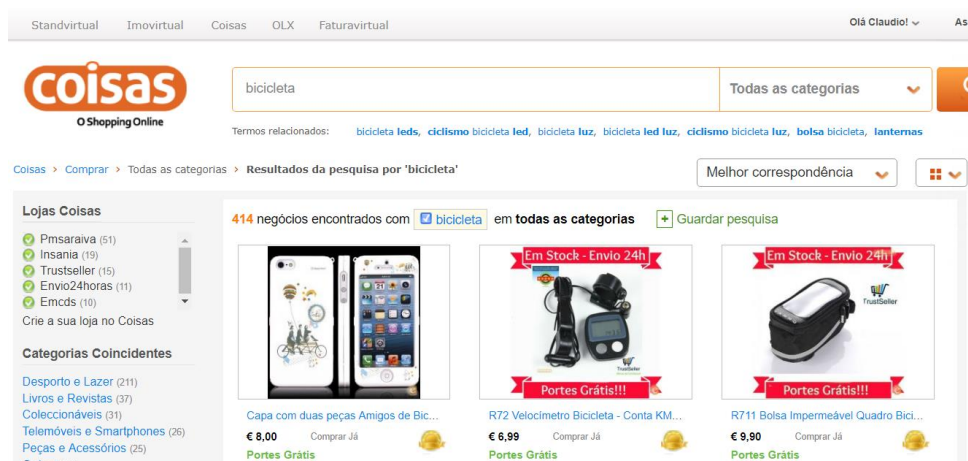 Standvirtual Imovirtual Coisas OLX Faturavirtual Olá Claudio!
coisas
O Shopping Online
bicicleta Todas as categorias
Termos relacionados: bicicleta leds, ciclismo bicicleta led, bicicleta luz, bicicleta led luz, ciclismo bicicleta luz, bolsa bicicleta, lanternas
Coisas > Comprar > Todas as categorias > Resultados da pesquisa por 'bicicleta' Melhor correspondência
Lojas Coisas
Pmsaraiva (51)
Insania (19)
Trustseller (15)
Envio24horas (11)
Emcds (10)
Crie a sua loja no Coisas
Categorias Coincidentes
Desporto e Lazer (211)
Livros e Revistas (37)
Coleccionáveis (31)
Telemóveis e Smartphones (26)
Peças e Acessórios (25)
414 negócios encontrados com bicicleta em todas as categorias + Guardar pesquisa
Capa com duas peças Amigos de Bic...
€ 8,00 Comprar Já
Portes Grátis
Em Stock - Envio 24h
TrustSeller
Portes Grátis!!!
R72 Velocímetro Bicicleta - Conta KM...
€ 6,99 Comprar Já
Portes Grátis
Em Stock - Envio 24h
TrustSeller
Portes Grátis!!!
R711 Bolsa Impermeável Quadro Bici...
€ 9,90 Comprar Já
Portes Grátis